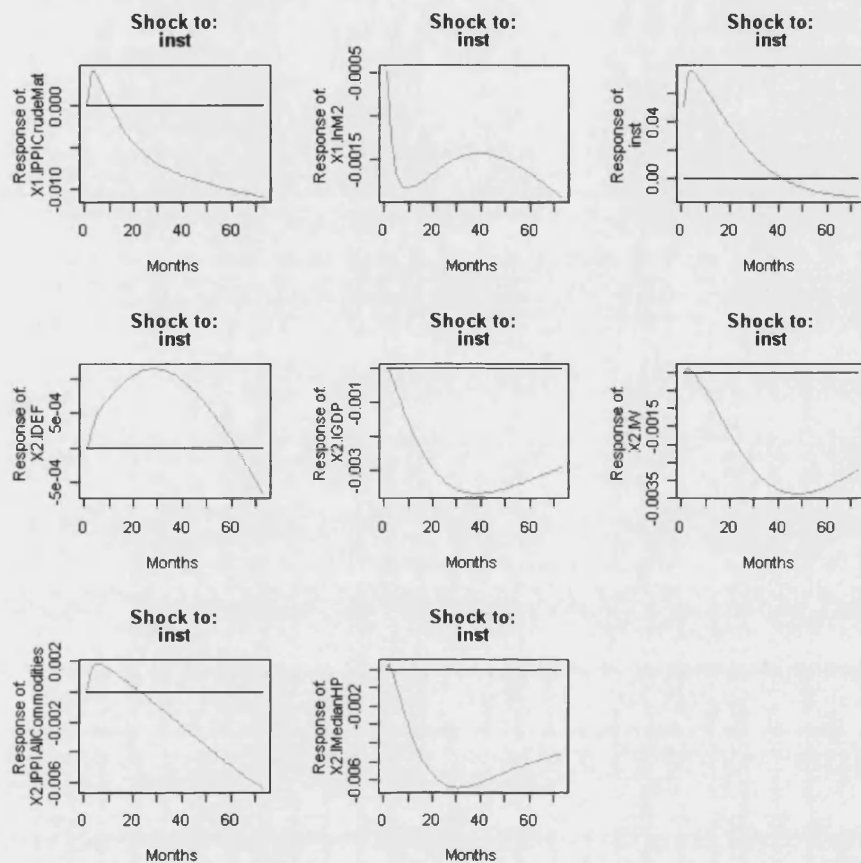 Shock to:
inst
Response of:
X1.lPPICrudeMat
0.000
-0.010
0 20 40 60
Months
Shock to:
inst
Response of:
X1.lnM2
-0.0005
-0.0015
0 20 40 60
Months
Shock to:
inst
Response of:
inst
0.04
0.00
0 20 40 60
Months
Shock to:
inst
Response of:
X2.lDEF
5e-04
-5e-04
0 20 40 60
Months
Shock to:
inst
Response of:
X2.lGDP
-0.001
-0.003
0 20 40 60
Months
Shock to:
inst
Response of:
-0.0015
-0.0035
0 20 40 60
Months
Shock to:
inst
Response of:
X2.lPPIAllCommodities
0.002
-0.002
-0.006
0 20 40 60
Months
Shock to:
inst
Response of:
X2.lMedianHP
-0.002
-0.006
0 20 40 60
Months